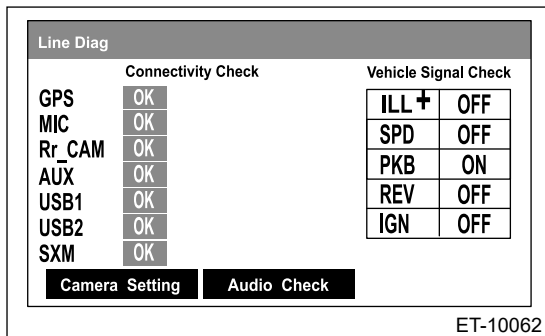 Line Diag
Connectivity Check
GPS OK
MIC OK
Rr_CAM OK
AUX OK
USB1 OK
USB2 OK
SXM OK
Vehicle Signal Check
ILL+ OFF
SPD OFF
PKB ON
REV OFF
IGN OFF
Camera Setting Audio Check
ET-10062